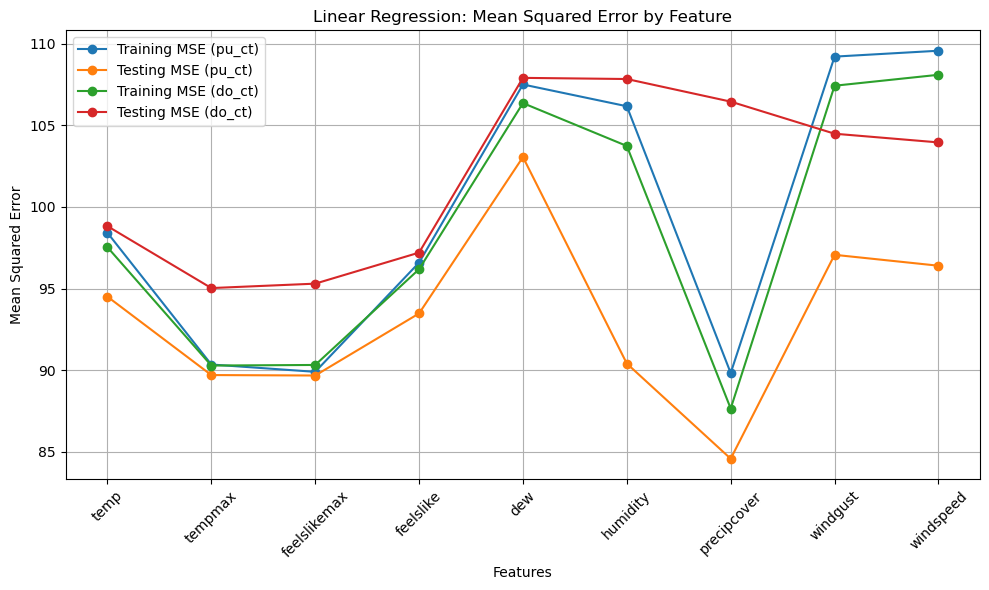 Linear Regression: Mean Squared Error by Feature
Training MSE (pu_ct)
Testing MSE (pu_ct)
Training MSE (do_ct)
Testing MSE (do_ct)
Mean Squared Error
110
105
100
95
90
85
temp
tempmax
feelslikemax
feelslike
dew
humidity
precipcover
windgust
windspeed
Features